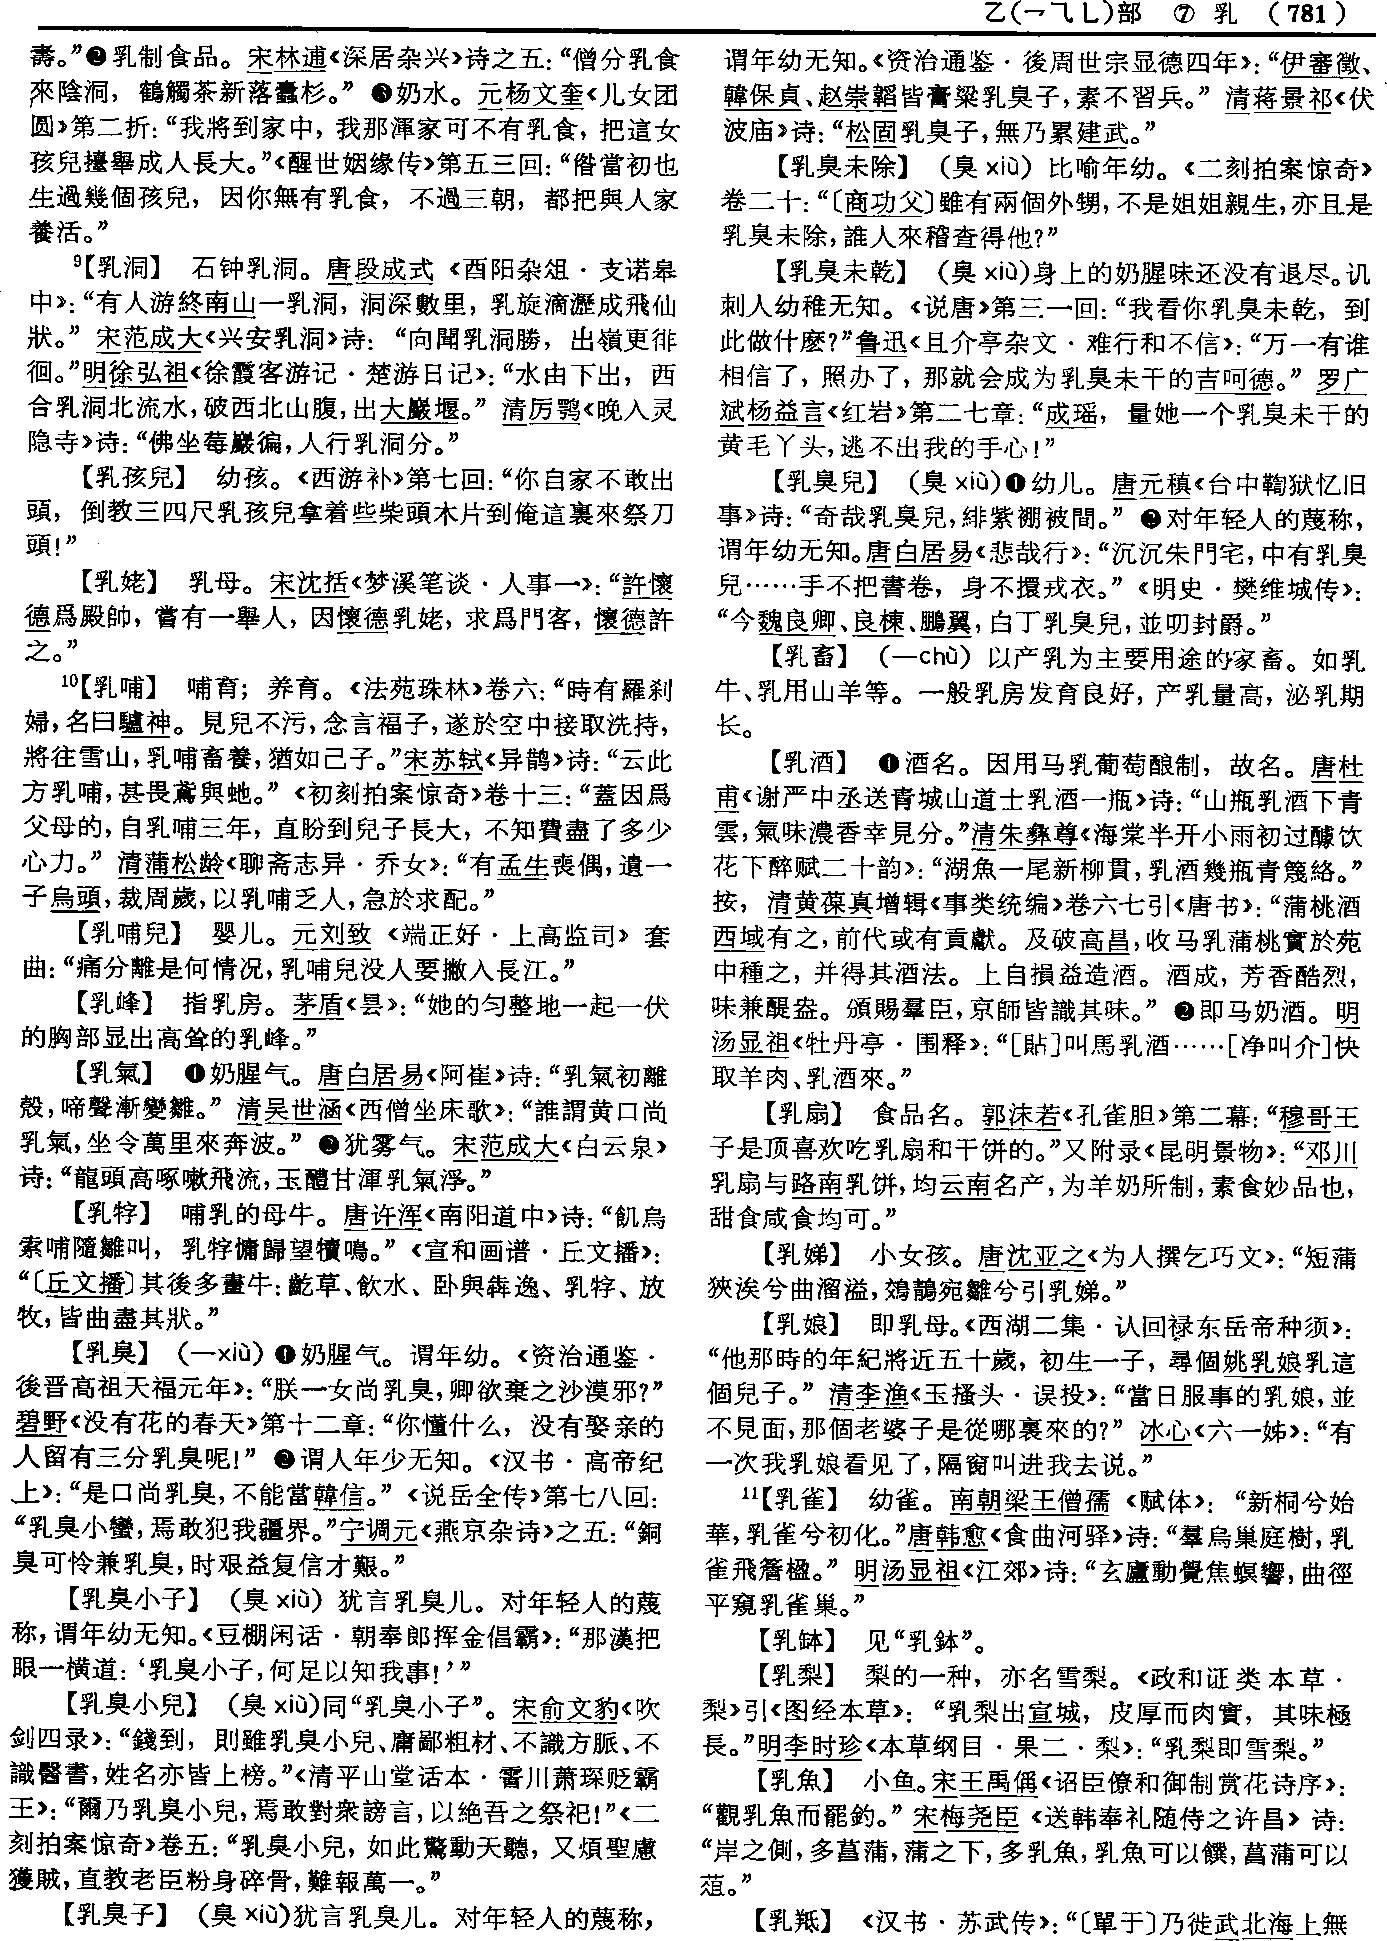 乙(乛乁乚)部 ⑦ 乳 (781)
壽。”❷乳制食品。宋林逋《深居杂兴》诗之五：“僧分乳食
來陰洞，鶴觸茶新落蠹杉。”❸奶水。元杨文奎《儿女团
圆》第二折：“我將到家中，我那渾家可不有乳食，把這女
孩兒擡舉成人長大。”《醒世姻缘传》第五三回：“偺當初也
生過幾個孩兒，因你無有乳食，不過三朝，都把與人家
養活。”
9【乳洞】 石钟乳洞。唐段成式《酉阳杂俎·支诺皋
中》：“有人游終南山一乳洞，洞深數里，乳旋滴瀝成飛仙
狀。”宋范成大《兴安乳洞》诗：“向聞乳洞勝，出嶺更徘
徊。”明徐弘祖《徐霞客游记·楚游日记》：“水由下出，西
合乳洞北流水，破西北山腹，出大巖堰。”清厉鹗《晚入灵
隐寺》诗：“佛坐莓巖徧，人行乳洞分。”
【乳孩兒】 幼孩。《西游补》第七回：“你自家不敢出
頭，倒教三四尺乳孩兒拿着些柴頭木片到俺這裏來祭刀
頭！”
【乳姥】 乳母。宋沈括《梦溪笔谈·人事一》：“許懷
德爲殿帥，嘗有一舉人，因懷德乳姥，求爲門客，懷德許
之。”
10【乳哺】 哺育；养育。《法苑珠林》卷六：“時有羅刹
婦，名曰驢神。見兒不污，念言福子，遂於空中接取洗持，
將往雪山，乳哺畜養，猶如己子。”宋苏轼《异鹊》诗：“云此
方乳哺，甚畏鳶與虵。”《初刻拍案惊奇》卷十三：“蓋因爲
父母的，自乳哺三年，直盼到兒子長大，不知費盡了多少
心力。”清蒲松龄《聊斋志异·乔女》：“有孟生喪偶，遺一
子烏頭，裁周歲，以乳哺乏人，急於求配。”
【乳哺兒】 婴儿。元刘致《端正好·上高监司》套
曲：“痛分離是何情况，乳哺兒没人要撇入長江。”
【乳峰】 指乳房。茅盾《昙》：“她的匀整地一起一伏
的胸部显出高耸的乳峰。”
【乳氣】 ❶奶腥气。唐白居易《阿崔》诗：“乳氣初離
殼，啼聲漸變雛。”清吴世涵《西僧坐床歌》：“誰謂黄口尚
乳氣，坐令萬里來奔波。”❷犹雾气。宋范成大《白云泉》
诗：“龍頭高啄嗽飛流，玉醴甘渾乳氣浮。”
【乳牸】 哺乳的母牛。唐许浑《南阳道中》诗：“飢烏
索哺隨雛叫，乳牸慵歸望犢鳴。”《宣和画谱·丘文播》：
“〔丘文播〕其後多畫牛：齕草、飲水、卧與犇逸、乳牸、放
牧，皆曲盡其狀。”
【乳臭】（—xiù）❶奶腥气。谓年幼。《资治通鉴·
後晋高祖天福元年》：“朕一女尚乳臭，卿欲棄之沙漠邪？”
碧野《没有花的春天》第十二章：“你懂什么，没有娶亲的
人留有三分乳臭呢！”❷谓人年少无知。《汉书·高帝纪
上》：“是口尚乳臭，不能當韓信。”《说岳全传》第七八回：
“乳臭小蠻，焉敢犯我疆界。”宁调元《燕京杂诗》之五：“銅
臭可怜兼乳臭，时艰益复信才艱。”
【乳臭小子】（臭 xiù）犹言乳臭儿。对年轻人的蔑
称，谓年幼无知。《豆棚闲话·朝奉郎挥金倡霸》：“那漢把
眼一橫道：‘乳臭小子，何足以知我事！’”
【乳臭小兒】（臭 xiù）同“乳臭小子”。宋俞文豹《吹
剑四录》：“錢到，則雖乳臭小兒、庸鄙粗材、不識方脈、不
識醫書，姓名亦皆上榜。”《清平山堂话本·霅川萧琛贬霸
王》：“爾乃乳臭小兒，焉敢對衆謗言，以絶吾之祭祀！”《二
刻拍案惊奇》卷五：“乳臭小兒，如此驚動天聽，又煩聖慮
獲賊，直教老臣粉身碎骨，難報萬一。”
【乳臭子】（臭 xiù）犹言乳臭儿。对年轻人的蔑称，
谓年幼无知。《资治通鉴·後周世宗显德四年》：“伊審徵、
韓保貞、赵崇韜皆膏粱乳臭子，素不習兵。”清蒋景祁《伏
波庙》诗：“松固乳臭子，無乃累建武。”
【乳臭未除】（臭 xiù）比喻年幼。《二刻拍案惊奇》
卷二十：“〔商功父〕雖有兩個外甥，不是姐姐親生，亦且是
乳臭未除，誰人來稽查得他？”
【乳臭未乾】（臭 xiù）身上的奶腥味还没有退尽。讥
刺人幼稚无知。《说唐》第三一回：“我看你乳臭未乾，到
此做什麽？”鲁迅《且介亭杂文·难行和不信》：“万一有谁
相信了，照办了，那就会成为乳臭未干的吉呵德。”罗广
斌杨益言《红岩》第二七章：“成瑶，量她一个乳臭未干的
黄毛丫头，逃不出我的手心！”
【乳臭兒】（臭 xiù）❶幼儿。唐元稹《台中鞫狱忆旧
事》诗：“奇哉乳臭兒，緋紫䙀被間。”❷对年轻人的蔑称，
谓年幼无知。唐白居易《悲哉行》：“沉沉朱門宅，中有乳臭
兒……手不把書卷，身不擐戎衣。”《明史·樊维城传》：
“今魏良卿、良棟、鵬翼，白丁乳臭兒，並叨封爵。”
【乳畜】（—chù）以产乳为主要用途的家畜。如乳
牛、乳用山羊等。一般乳房发育良好，产乳量高，泌乳期
长。
【乳酒】 ❶酒名。因用马乳葡萄酿制，故名。唐杜
甫《谢严中丞送青城山道士乳酒一瓶》诗：“山瓶乳酒下青
雲，氣味濃香幸見分。”清朱彝尊《海棠半开小雨初过醵饮
花下醉赋二十韵》：“湖魚一尾新柳貫，乳酒幾瓶青篾絡。”
按，清黄葆真增辑《事类统编》卷六七引《唐书》：“蒲桃酒
西域有之，前代或有貢獻。及破高昌，收马乳蒲桃實於苑
中種之，并得其酒法。上自損益造酒。酒成，芳香酷烈，
味兼醍盎。頒賜羣臣，京師皆識其味。”❷即马奶酒。明
汤显祖《牡丹亭·围释》：“[貼]叫馬乳酒……[净叫介]快
取羊肉、乳酒來。”
【乳扇】 食品名。郭沫若《孔雀胆》第二幕：“穆哥王
子是顶喜欢吃乳扇和干饼的。”又附录《昆明景物》：“邓川
乳扇与路南乳饼，均云南名产，为羊奶所制，素食妙品也，
甜食咸食均可。”
【乳娣】 小女孩。唐沈亚之《为人撰乞巧文》：“短蒲
狹涘兮曲溜溢，鵁鶄宛雛兮引乳娣。”
【乳娘】 即乳母。《西湖二集·认回禄东岳帝种须》：
“他那時的年紀將近五十歲，初生一子，尋個姚乳娘乳這
個兒子。”清李渔《玉搔头·误投》：“當日服事的乳娘，並
不見面，那個老婆子是從哪裏來的？”冰心《六一姊》：“有
一次我乳娘看见了，隔窗叫进我去说。”
11【乳雀】 幼雀。南朝梁王僧孺《赋体》：“新桐兮始
華，乳雀兮初化。”唐韩愈《食曲河驿》诗：“羣烏巢庭樹，乳
雀飛簷楹。”明汤显祖《江郊》诗：“玄廬動覺焦螟響，曲徑
平窺乳雀巢。”
【乳缽】 见“乳鉢”。
【乳梨】 梨的一种，亦名雪梨。《政和证类本草·
梨》引《图经本草》：“乳梨出宣城，皮厚而肉實，其味極
長。”明李时珍《本草纲目·果二·梨》：“乳梨即雪梨。”
【乳魚】 小鱼。宋王禹偁《诏臣僚和御制赏花诗序》：
“觀乳魚而罷釣。”宋梅尧臣《送韩奉礼随侍之许昌》诗：
“岸之側，多菖蒲，蒲之下，多乳魚，乳魚可以饌，菖蒲可以
菹。”
【乳羝】《汉书·苏武传》：“〔單于〕乃徙武北海上無